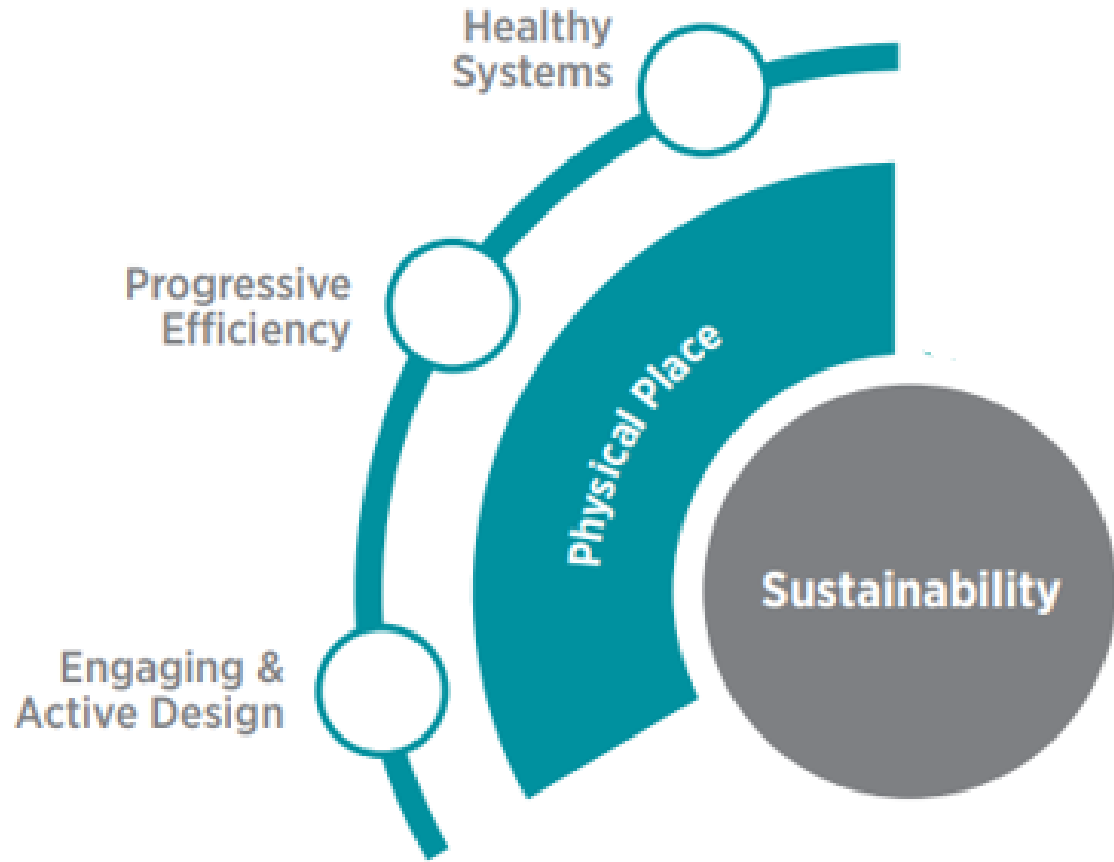 Healthy
Systems
Progressive
Efficiency
Physical Place
Sustainability
Engaging &
Active Design